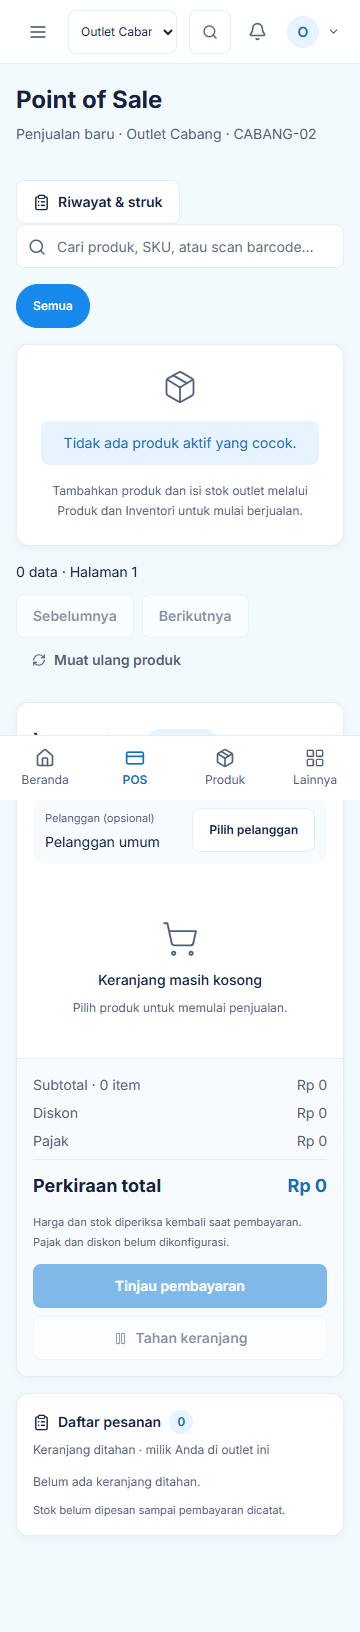 Outlet Cabar
O
Point of Sale
Penjualan baru · Outlet Cabang · CABANG-02
Riwayat & struk
Cari produk, SKU, atau scan barcode...
Semua
Tidak ada produk aktif yang cocok.
Tambahkan produk dan isi stok outlet melalui
Produk dan Inventori untuk mulai berjualan.
0 data · Halaman 1
Sebelumnya
Berikutnya
Muat ulang produk
Beranda
POS
Produk
Lainnya
Pelanggan (opsional)
Pelanggan umum
Pilih pelanggan
Keranjang masih kosong
Pilih produk untuk memulai penjualan.
Subtotal · 0 item Rp 0
Diskon Rp 0
Pajak Rp 0
Perkiraan total Rp 0
Harga dan stok diperiksa kembali saat pembayaran.
Pajak dan diskon belum dikonfigurasi.
Tinjau pembayaran
Tahan keranjang
Daftar pesanan 0
Keranjang ditahan · milik Anda di outlet ini
Belum ada keranjang ditahan.
Stok belum dipesan sampai pembayaran dicatat.